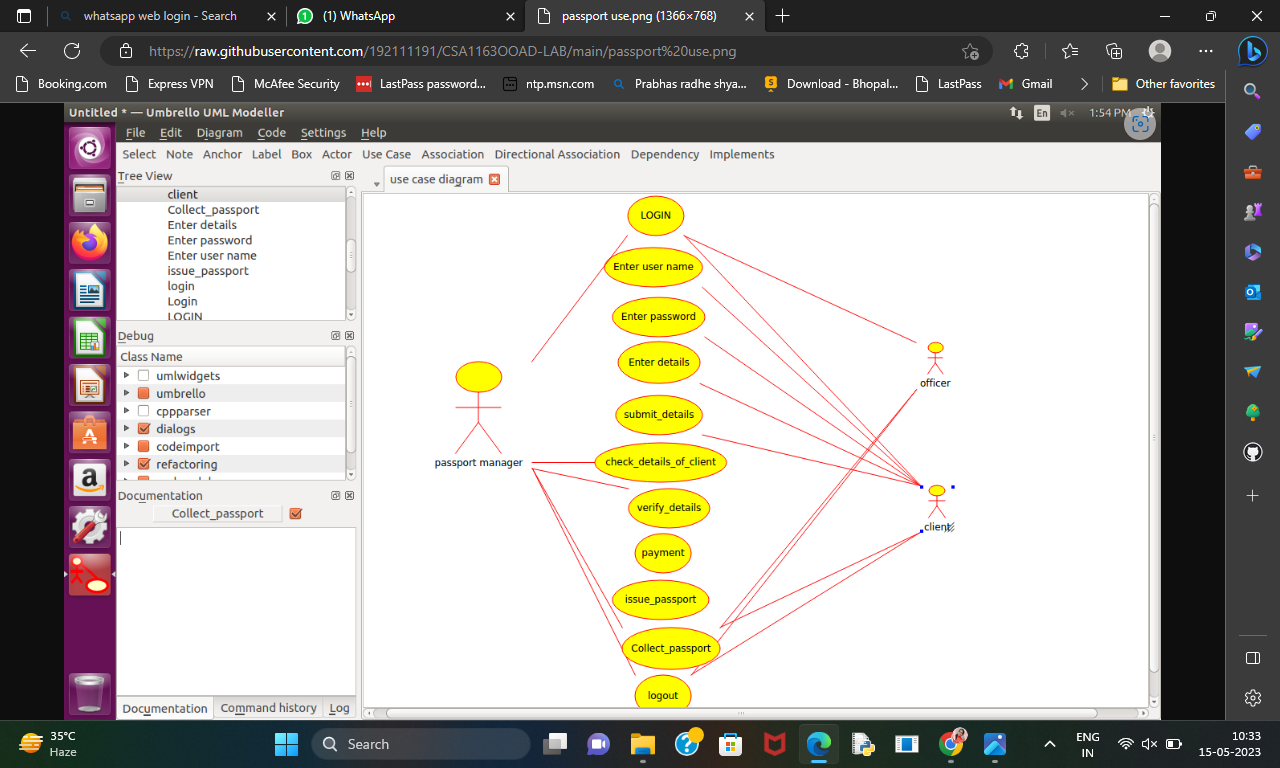 whatsapp web login - Search
(1) WhatsApp
passport use.png (1366×768)
https://raw.githubusercontent.com/192111191/CSA1163OOAD-LAB/main/passport%20use.png
Booking.com
Express VPN
McAfee Security
LastPass password...
ntp.msn.com
Prabhas radhe shya...
Download - Bhopal...
LastPass
Gmail
Other favorites
Untitled * — Umbrello UML Modeller
En
1:54 PM
File Edit Diagram Code Settings Help
Select Note Anchor Label Box Actor Use Case Association Directional Association Dependency Implements
Tree View
client
Collect_passport
Enter details
Enter password
Enter user name
issue_passport
login
Login
LOGIN
Debug
Class Name
umlwidgets
umbrello
cppparser
dialogs
codeimport
refactoring
Documentation
Collect_passport
Documentation Command history Log
use case diagram
LOGIN
Enter user name
Enter password
Enter details
submit_details
check_details_of_client
verify_details
payment
issue_passport
Collect_passport
logout
passport manager
officer
client
35°C
Haze
Search
ENG
IN
10:33
15-05-2023